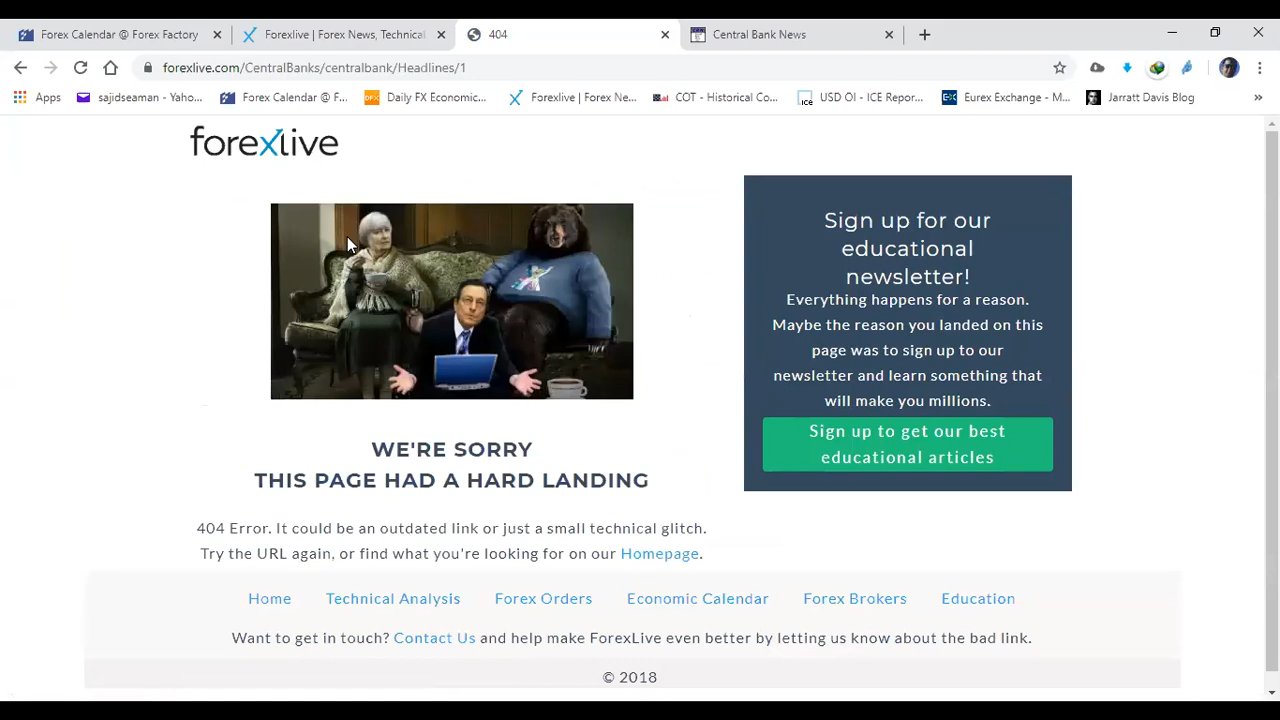 Forex Calendar @ Forex Factory
Forexlive | Forex News, Technical
404
Central Bank News
forexlive.com/CentralBanks/centralbank/Headlines/1
Apps
sajidseaman - Yaho...
Forex Calendar @ F...
DFX
Daily FX Economic...
Forexlive | Forex Ne...
COT - Historical Co...
ICE
USD OI - ICE Repor...
Eurex Exchange - M...
Jarratt Davis Blog
forexlive
Sign up for our
educational
newsletter!
Everything happens for a reason.
Maybe the reason you landed on this
page was to sign up to our
newsletter and learn something that
will make you millions.
Sign up to get our best
educational articles
WE'RE SORRY
THIS PAGE HAD A HARD LANDING
404 Error. It could be an outdated link or just a small technical glitch.
Try the URL again, or find what you're looking for on our Homepage.
Home
Technical Analysis
Forex Orders
Economic Calendar
Forex Brokers
Education
Want to get in touch? Contact Us and help make ForexLive even better by letting us know about the bad link.
© 2018